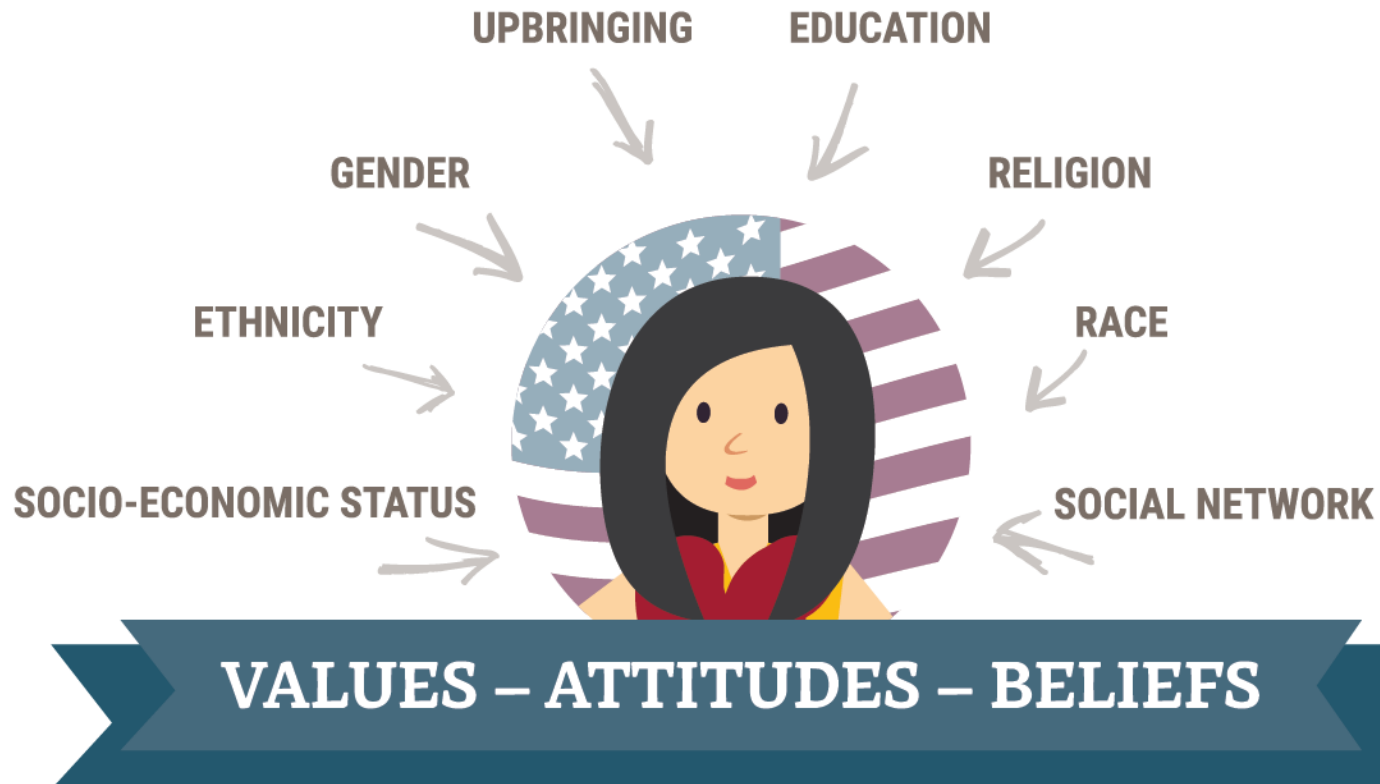 UPBRINGING
EDUCATION
GENDER
RELIGION
ETHNICITY
RACE
SOCIO-ECONOMIC STATUS
SOCIAL NETWORK
VALUES – ATTITUDES – BELIEFS